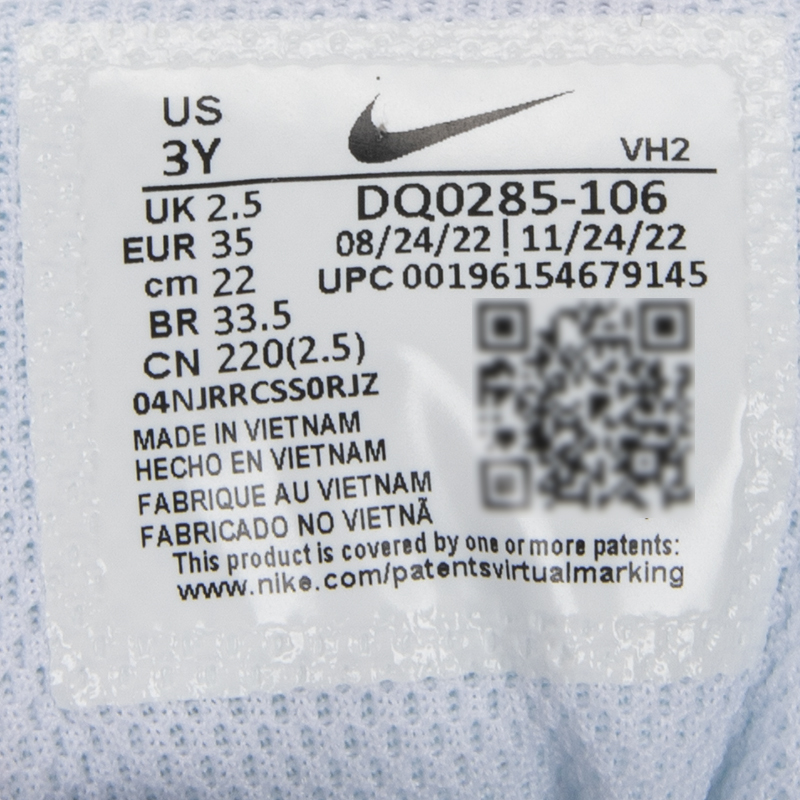 US
3Y
VH2
UK 2.5
DQ0285-106
EUR 35
08/24/22 | 11/24/22
cm 22
UPC 00196154679145
BR 33.5
CN 220(2.5)
04NJRRCSS0RJZ
MADE IN VIETNAM
HECHO EN VIETNAM
FABRIQUE AU VIETNAM
FABRICADO NO VIETNÃ
This product is covered by one or more patents:
www.nike.com/patentsvirtualmarking